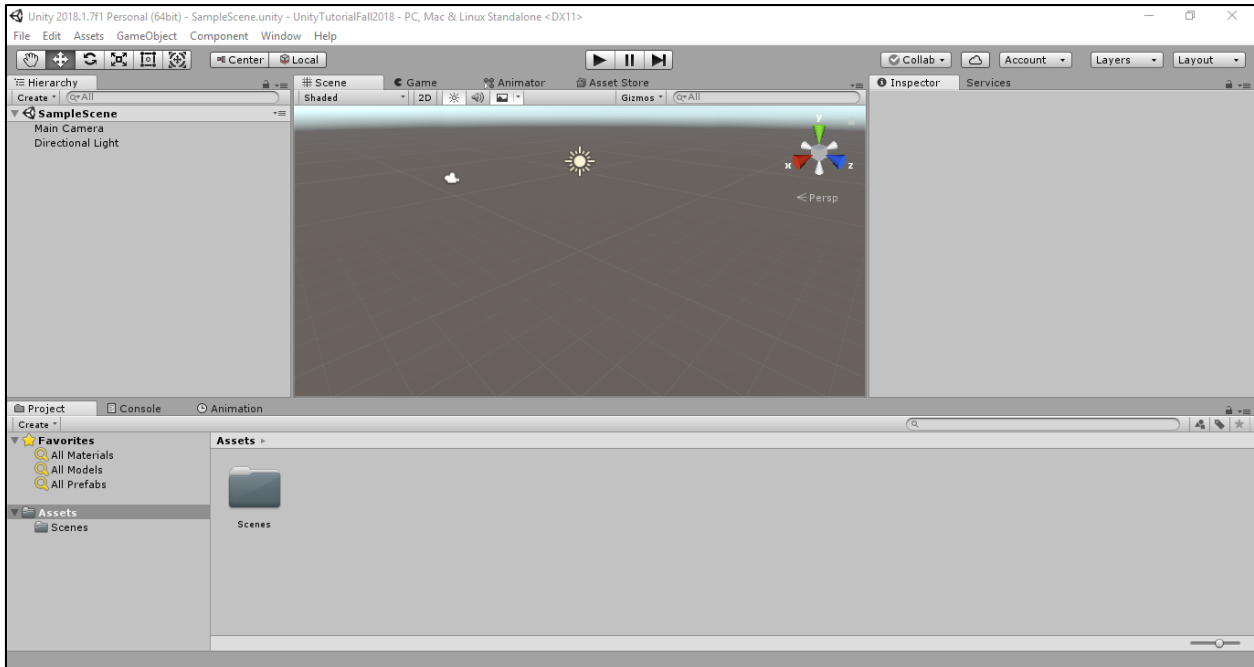 Unity 2018.1.7f1 Personal (64bit) - SampleScene.unity - UnityTutorialFall2018 - PC, Mac & Linux Standalone <DX11>
File Edit Assets GameObject Component Window Help
Center Local Collab Account Layers Layout
Hierarchy
Create All
SampleScene
Main Camera
Directional Light
Scene Game Animator Asset Store
Shaded 2D Gizmos All
y
x z
Persp
Inspector Services
Project Console Animation
Create
Favorites
All Materials
All Models
All Prefabs
Assets
Scenes
Assets
Scenes